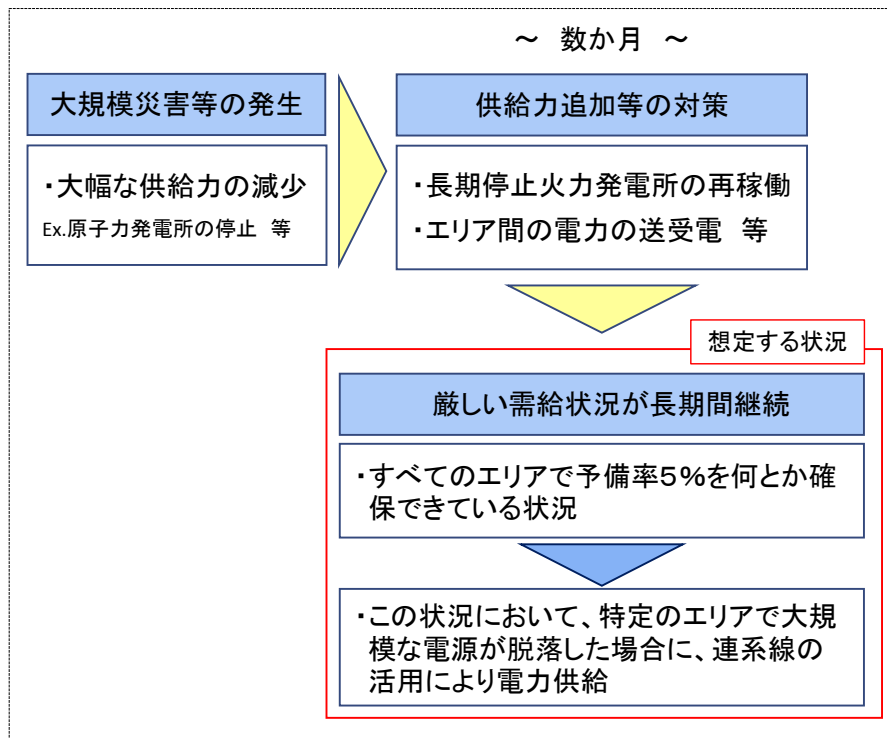 ～ 数か月 ～
大規模災害等の発生
・大幅な供給力の減少
Ex.原子力発電所の停止 等
供給力追加等の対策
・長期停止火力発電所の再稼働
・エリア間の電力の送受電 等
想定する状況
厳しい需給状況が長期間継続
・すべてのエリアで予備率５％を何とか確
保できている状況
・この状況において、特定のエリアで大規
模な電源が脱落した場合に、連系線の
活用により電力供給